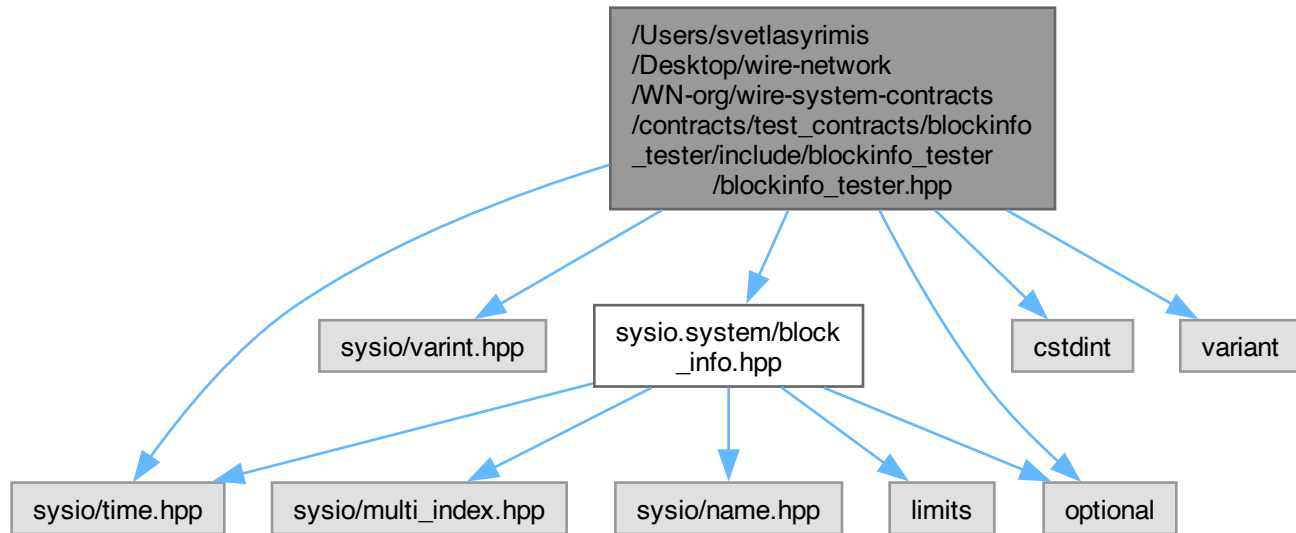 /Users/svetlasyrimis
/Desktop/wire-network
/WN-org/wire-system-contracts
/contracts/test_contracts/blockinfo
_tester/include/blockinfo_tester
/blockinfo_tester.hpp
sysio/varint.hpp
sysio.system/block
_info.hpp
cstdint
variant
sysio/time.hpp
sysio/multi_index.hpp
sysio/name.hpp
limits
optional